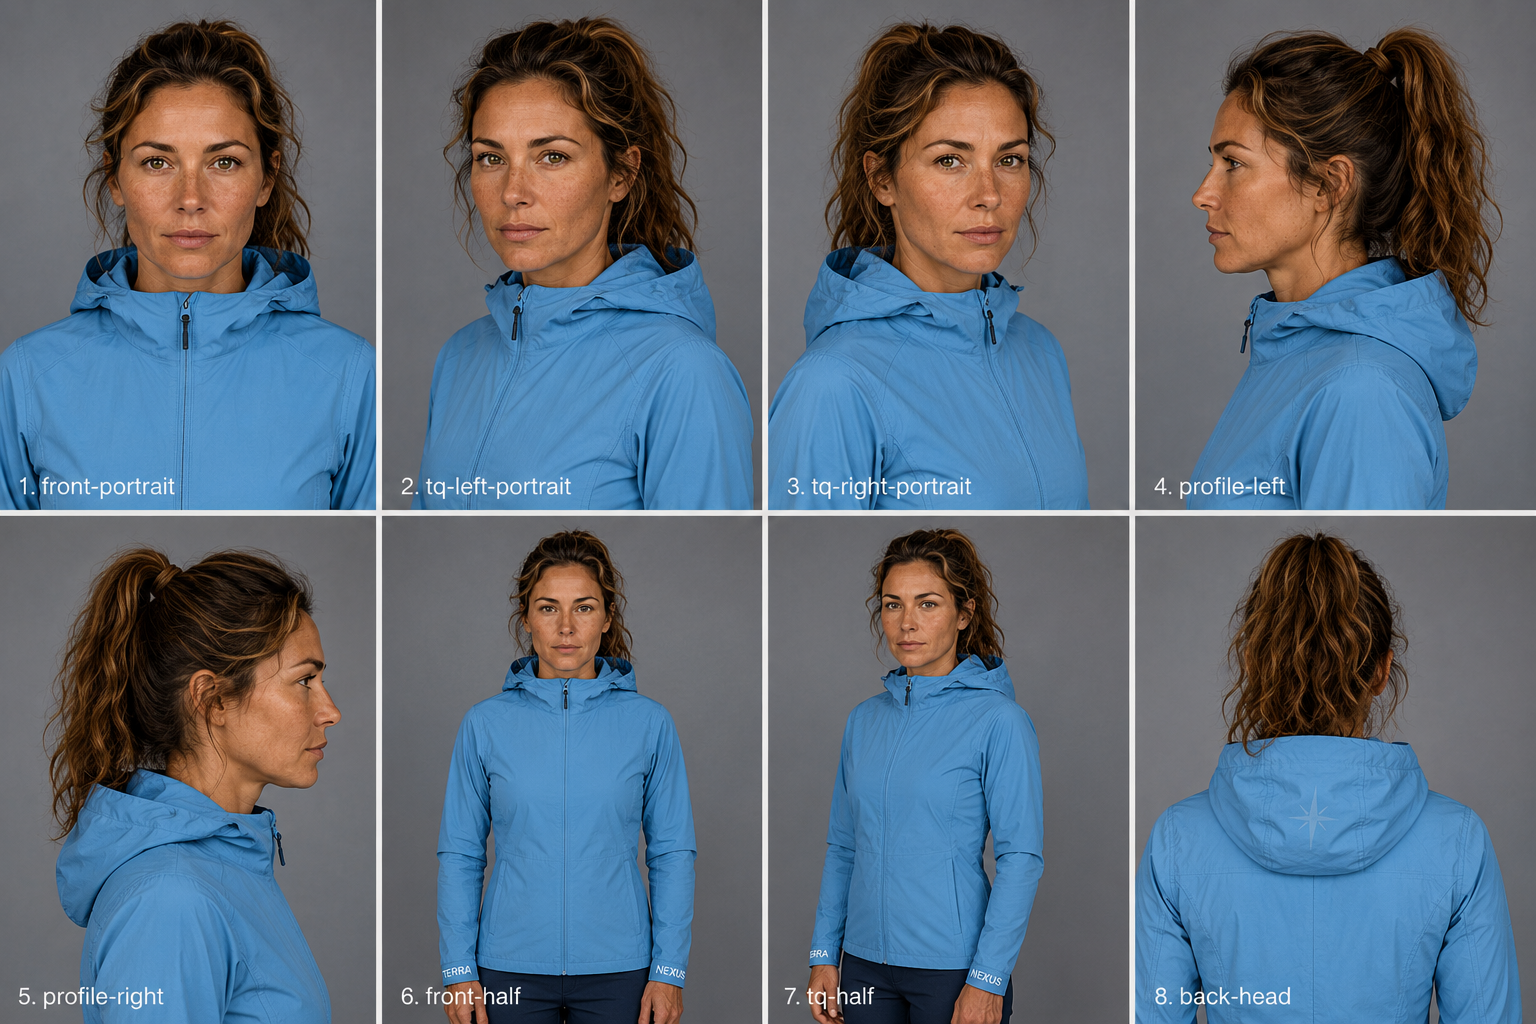 1. front-portrait
2. tq-left-portrait
3. tq-right-portrait
4. profile-left
5. profile-right
TERRA
NEXUS
6. front-half
NEXUS
7. tq-half
8. back-head